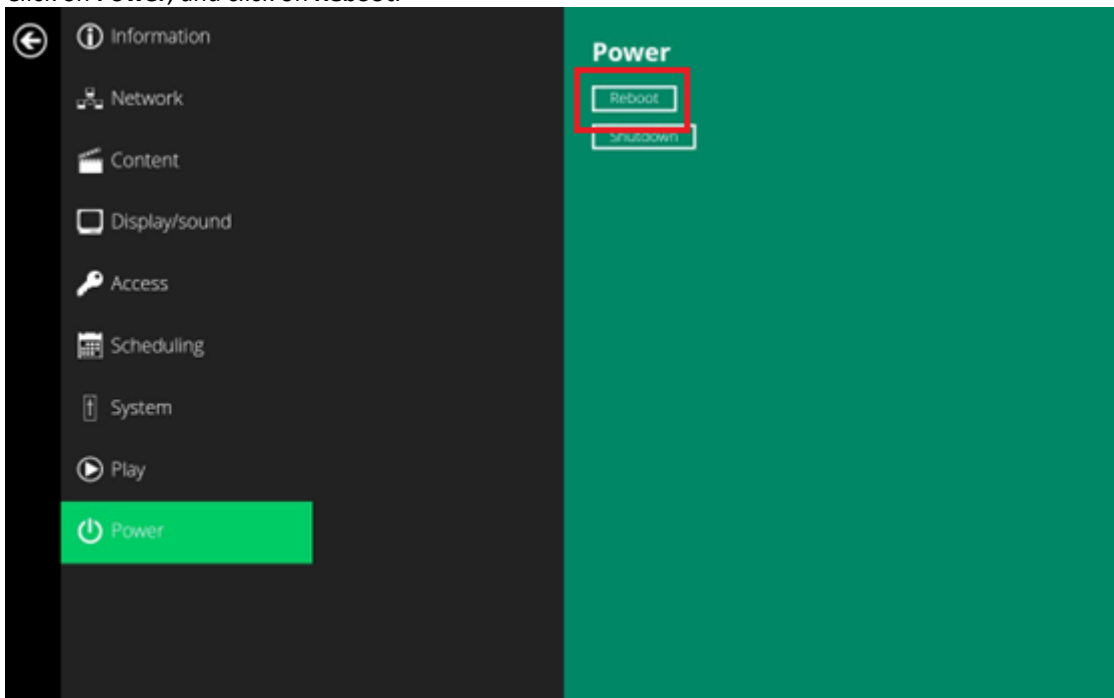 Click on Power, and click on Reboot.
Information
Network
Content
Display/sound
Access
Scheduling
System
Play
Power
Power
Reboot
Shutdown